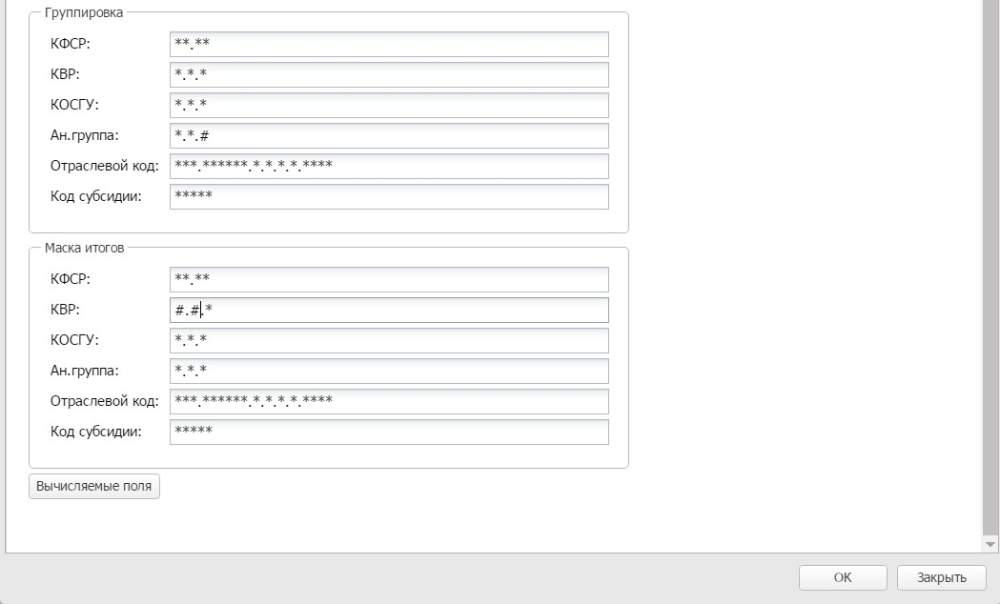 Группировка
КФСР: **.**
КВР: *.*.*
КОСГУ: *.*.*
Ан.группа: *.*.#
Отраслевой код: ***.******.*.*.*.*.****
Код субсидии: *****
Маска итогов
КФСР: **.**
КВР: #.#.*
КОСГУ: *.*.*
Ан.группа: *.*.*
Отраслевой код: ***.******.*.*.*.*.****
Код субсидии: *****
Вычисляемые поля
ОК Закрыть